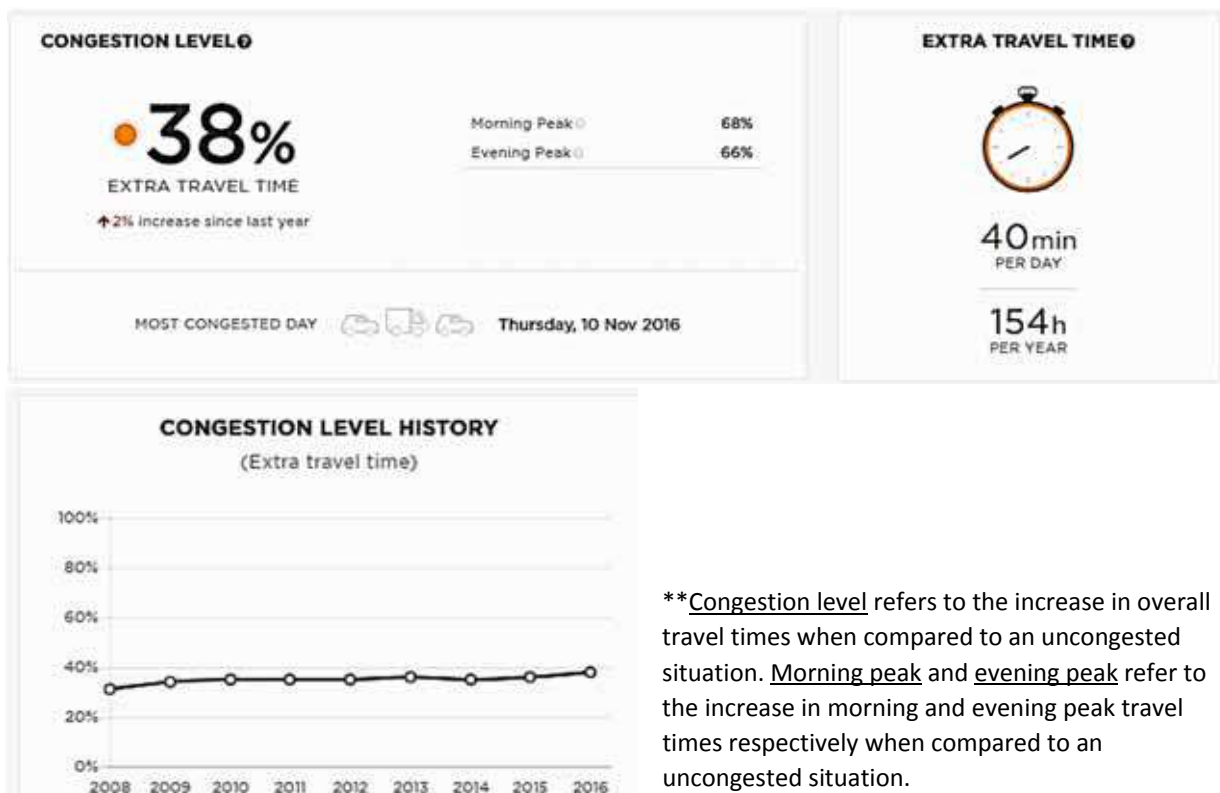 CONGESTION LEVEL?
38%
EXTRA TRAVEL TIME
2% increase since last year
Morning Peak 68%
Evening Peak 66%
MOST CONGESTED DAY Thursday, 10 Nov 2016
EXTRA TRAVEL TIME?
40min
PER DAY
154h
PER YEAR
CONGESTION LEVEL HISTORY
(Extra travel time)
100%
80%
60%
40%
20%
0%
2008 2009 2010 2011 2012 2013 2014 2015 2016
**Congestion level refers to the increase in overall
travel times when compared to an uncongested
situation. Morning peak and evening peak refer to
the increase in morning and evening peak travel
times respectively when compared to an
uncongested situation.